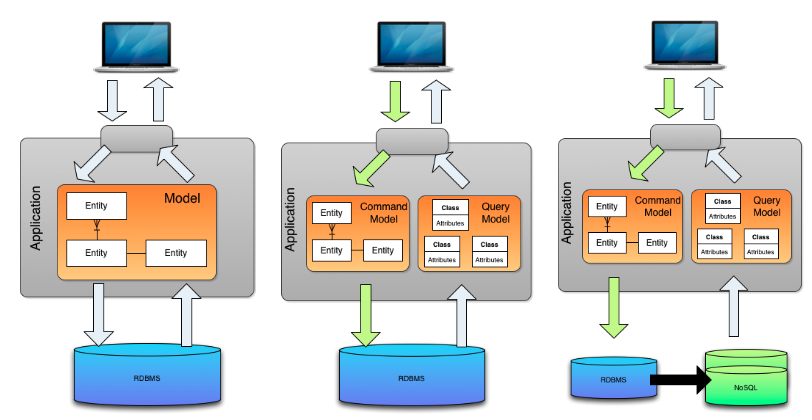 Application
Model
Entity
Entity
Entity
RDBMS
Application
Command
Model
Entity
Entity
Entity
Query
Model
Class
Attributes
Class
Attributes
Class
Attributes
RDBMS
Application
Command
Model
Entity
Entity
Entity
Query
Model
Class
Attributes
Class
Attributes
Class
Attributes
RDBMS
NoSQL